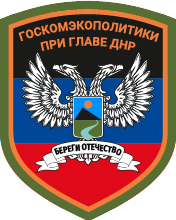 ГОСКОМЭКОПОЛИТИКИ
ПРИ ГЛАВЕ ДНР
БЕРЕГИ ОТЕЧЕСТВО